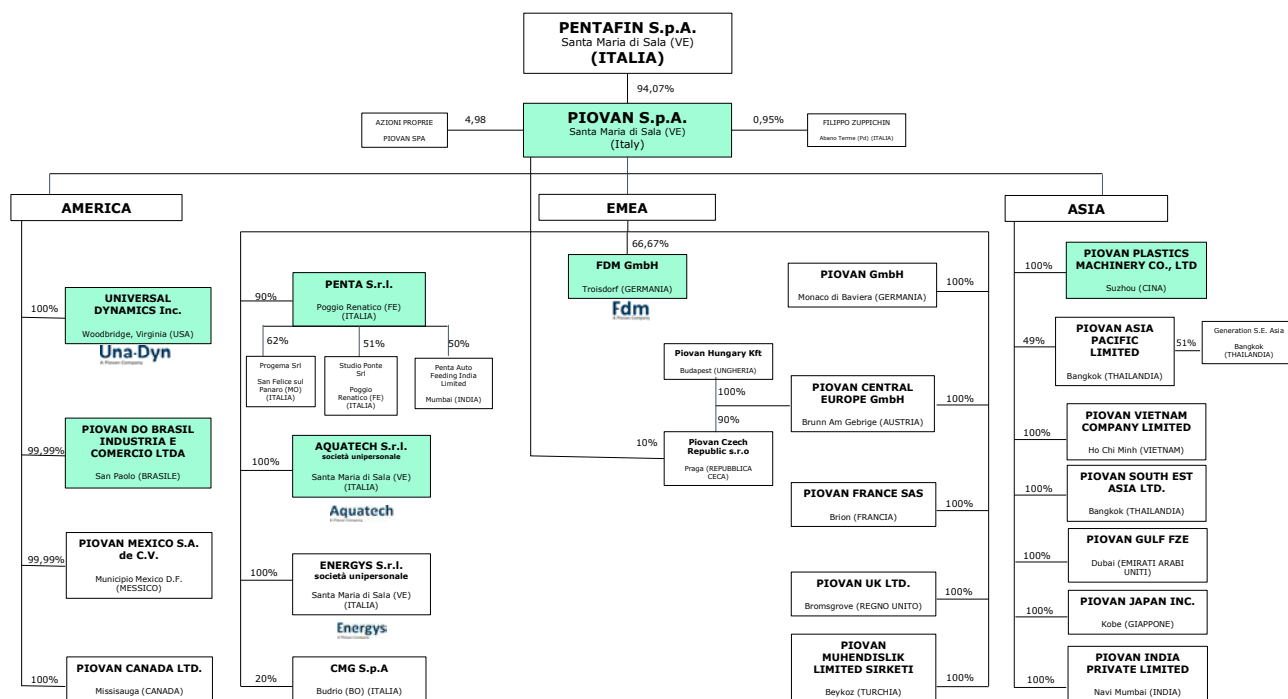 PENTAFIN S.p.A.
Santa Maria di Sala (VE)
(ITALIA)
94,07%
AZIONI PROPRIE
PIOVAN SPA
4,98
PIOVAN S.p.A.
Santa Maria di Sala (VE)
(Italy)
0,95%
FILIPPO ZUPPICHIN
Abano Terme (Pd) (ITALIA)
AMERICA
100%
UNIVERSAL
DYNAMICS Inc.
Woodbridge, Virginia (USA)
Una-Dyn
A Piovan Company
99,99%
PIOVAN DO BRASIL
INDUSTRIA E
COMERCIO LTDA
San Paolo (BRASILE)
99,99%
PIOVAN MEXICO S.A.
de C.V.
Municipio Mexico D.F.
(MESSICO)
100%
PIOVAN CANADA LTD.
Missisauga (CANADA)
EMEA
90%
PENTA S.r.l.
Poggio Renatico (FE)
(ITALIA)
62%
Progema Srl
San Felice sul
Panaro (MO)
(ITALIA)
51%
Studio Ponte
Srl
Poggio
Renatico (FE)
(ITALIA)
50%
Penta Auto
Feeding India
Limited
Mumbai (INDIA)
100%
AQUATECH S.r.l.
società unipersonale
Santa Maria di Sala (VE)
(ITALIA)
Aquatech
A Piovan Company
100%
ENERGYS S.r.l.
società unipersonale
Santa Maria di Sala (VE)
(ITALIA)
Energys
A Piovan Company
20%
CMG S.p.A
Budrio (BO) (ITALIA)
66,67%
FDM GmbH
Troisdorf (GERMANIA)
Fdm
A Piovan Company
Piovan Hungary Kft
Budapest (UNGHERIA)
100%
90%
10%
Piovan Czech
Republic s.r.o
Praga (REPUBBLICA
CECA)
PIOVAN GmbH
Monaco di Baviera (GERMANIA)
100%
PIOVAN CENTRAL
EUROPE GmbH
Brunn Am Gebrige (AUSTRIA)
100%
PIOVAN FRANCE SAS
Brion (FRANCIA)
100%
PIOVAN UK LTD.
Bromsgrove (REGNO UNITO)
100%
PIOVAN
MUHENDISLIK
LIMITED SIRKETI
Beykoz (TURCHIA)
100%
ASIA
100%
PIOVAN PLASTICS
MACHINERY CO., LTD
Suzhou (CINA)
49%
PIOVAN ASIA
PACIFIC
LIMITED
Bangkok (THAILANDIA)
51%
Generation S.E. Asia
Bangkok
(THAILANDIA)
100%
PIOVAN VIETNAM
COMPANY LIMITED
Ho Chi Minh (VIETNAM)
100%
PIOVAN SOUTH EST
ASIA LTD.
Bangkok (THAILANDIA)
100%
PIOVAN GULF FZE
Dubai (EMIRATI ARABI
UNITI)
100%
PIOVAN JAPAN INC.
Kobe (GIAPPONE)
100%
PIOVAN INDIA
PRIVATE LIMITED
Navi Mumbai (INDIA)